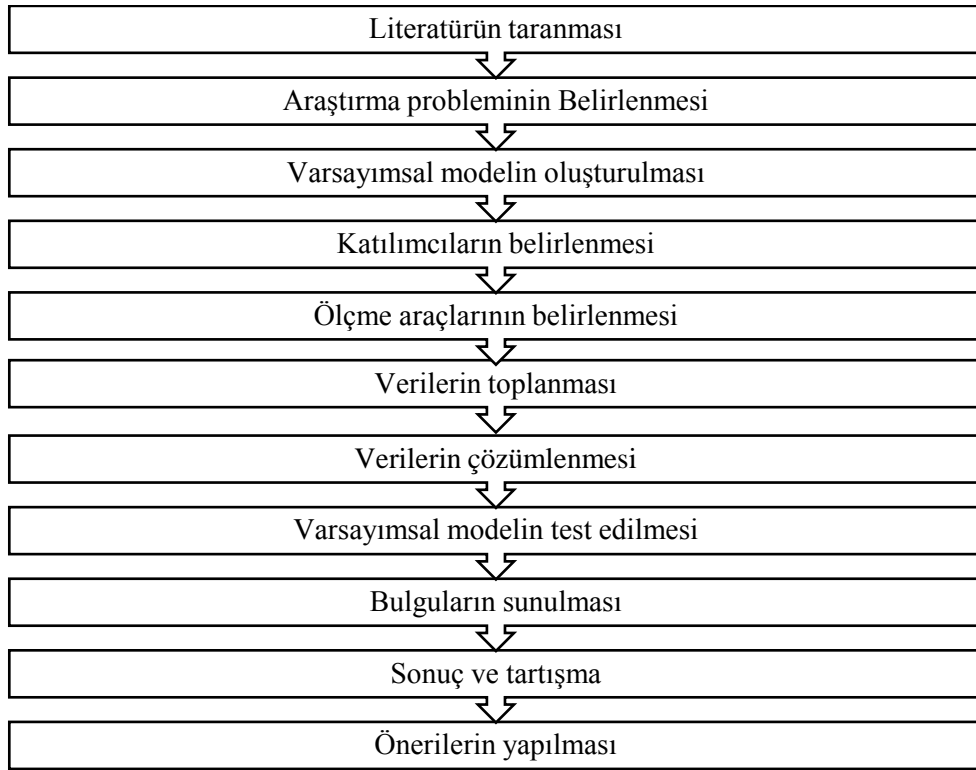 Literatürün taranması
Araştırma probleminin Belirlenmesi
Varsayımsal modelin oluşturulması
Katılımcıların belirlenmesi
Ölçme araçlarının belirlenmesi
Verilerin toplanması
Verilerin çözümlenmesi
Varsayımsal modelin test edilmesi
Bulguların sunulması
Sonuç ve tartışma
Önerilerin yapılması